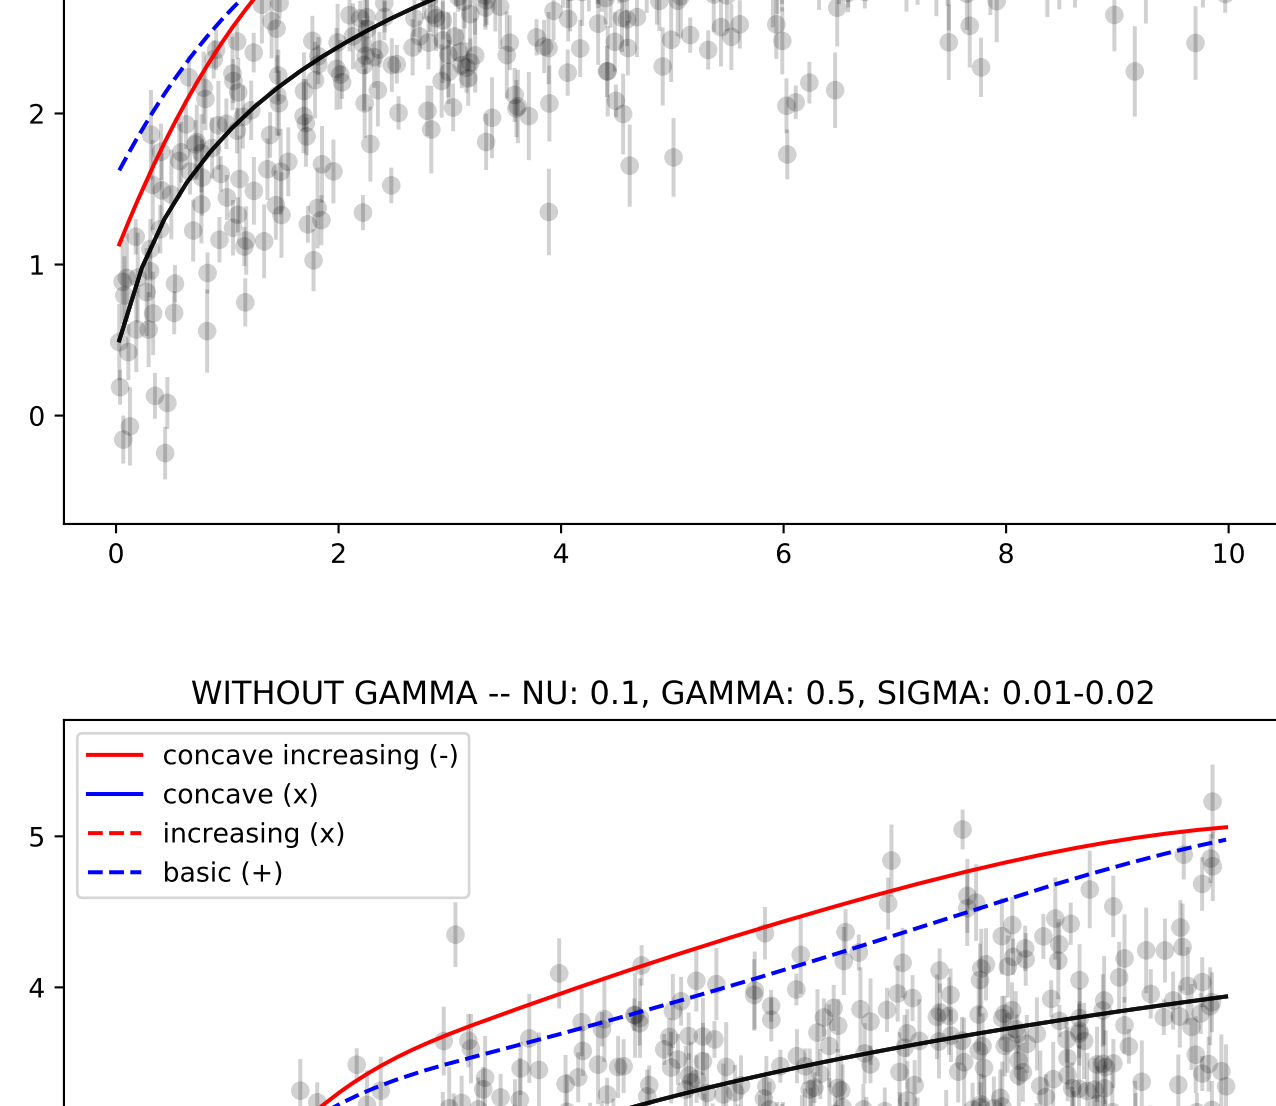 2
1
0
0 2 4 6 8 10
WITHOUT GAMMA -- NU: 0.1, GAMMA: 0.5, SIGMA: 0.01-0.02
concave increasing (-)
concave (x)
increasing (x)
basic (+)
5
4